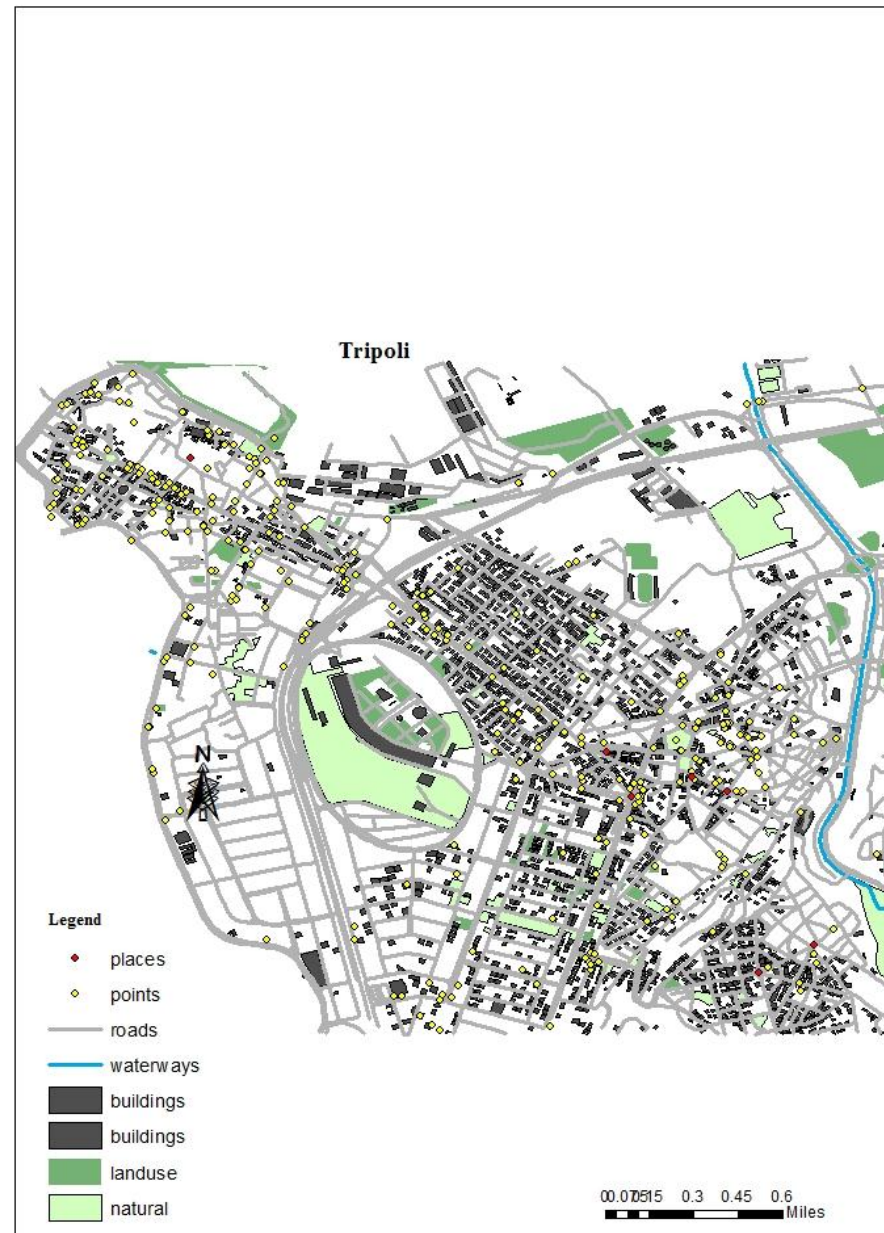 Tripoli
N
Legend
places
points
roads
waterways
buildings
buildings
landuse
natural
0.3 0.45 0.6
Miles